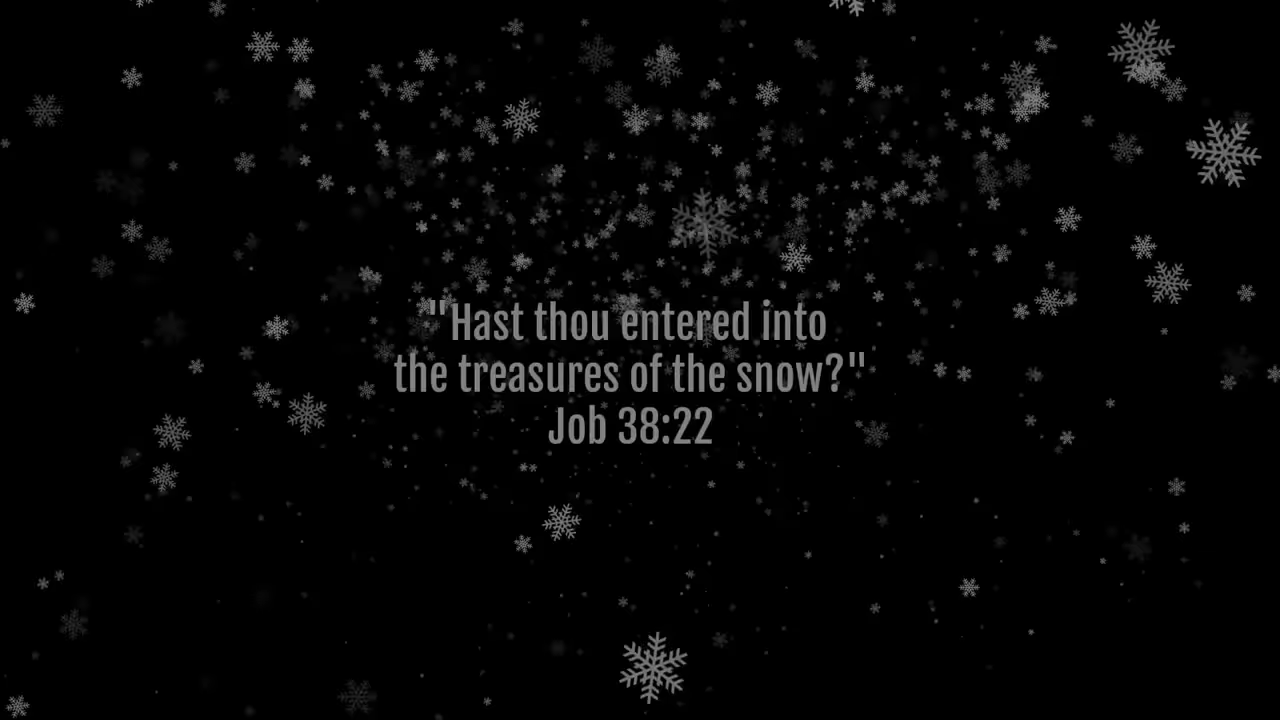 "Hast thou entered into
the treasures of the snow?"
Job 38:22